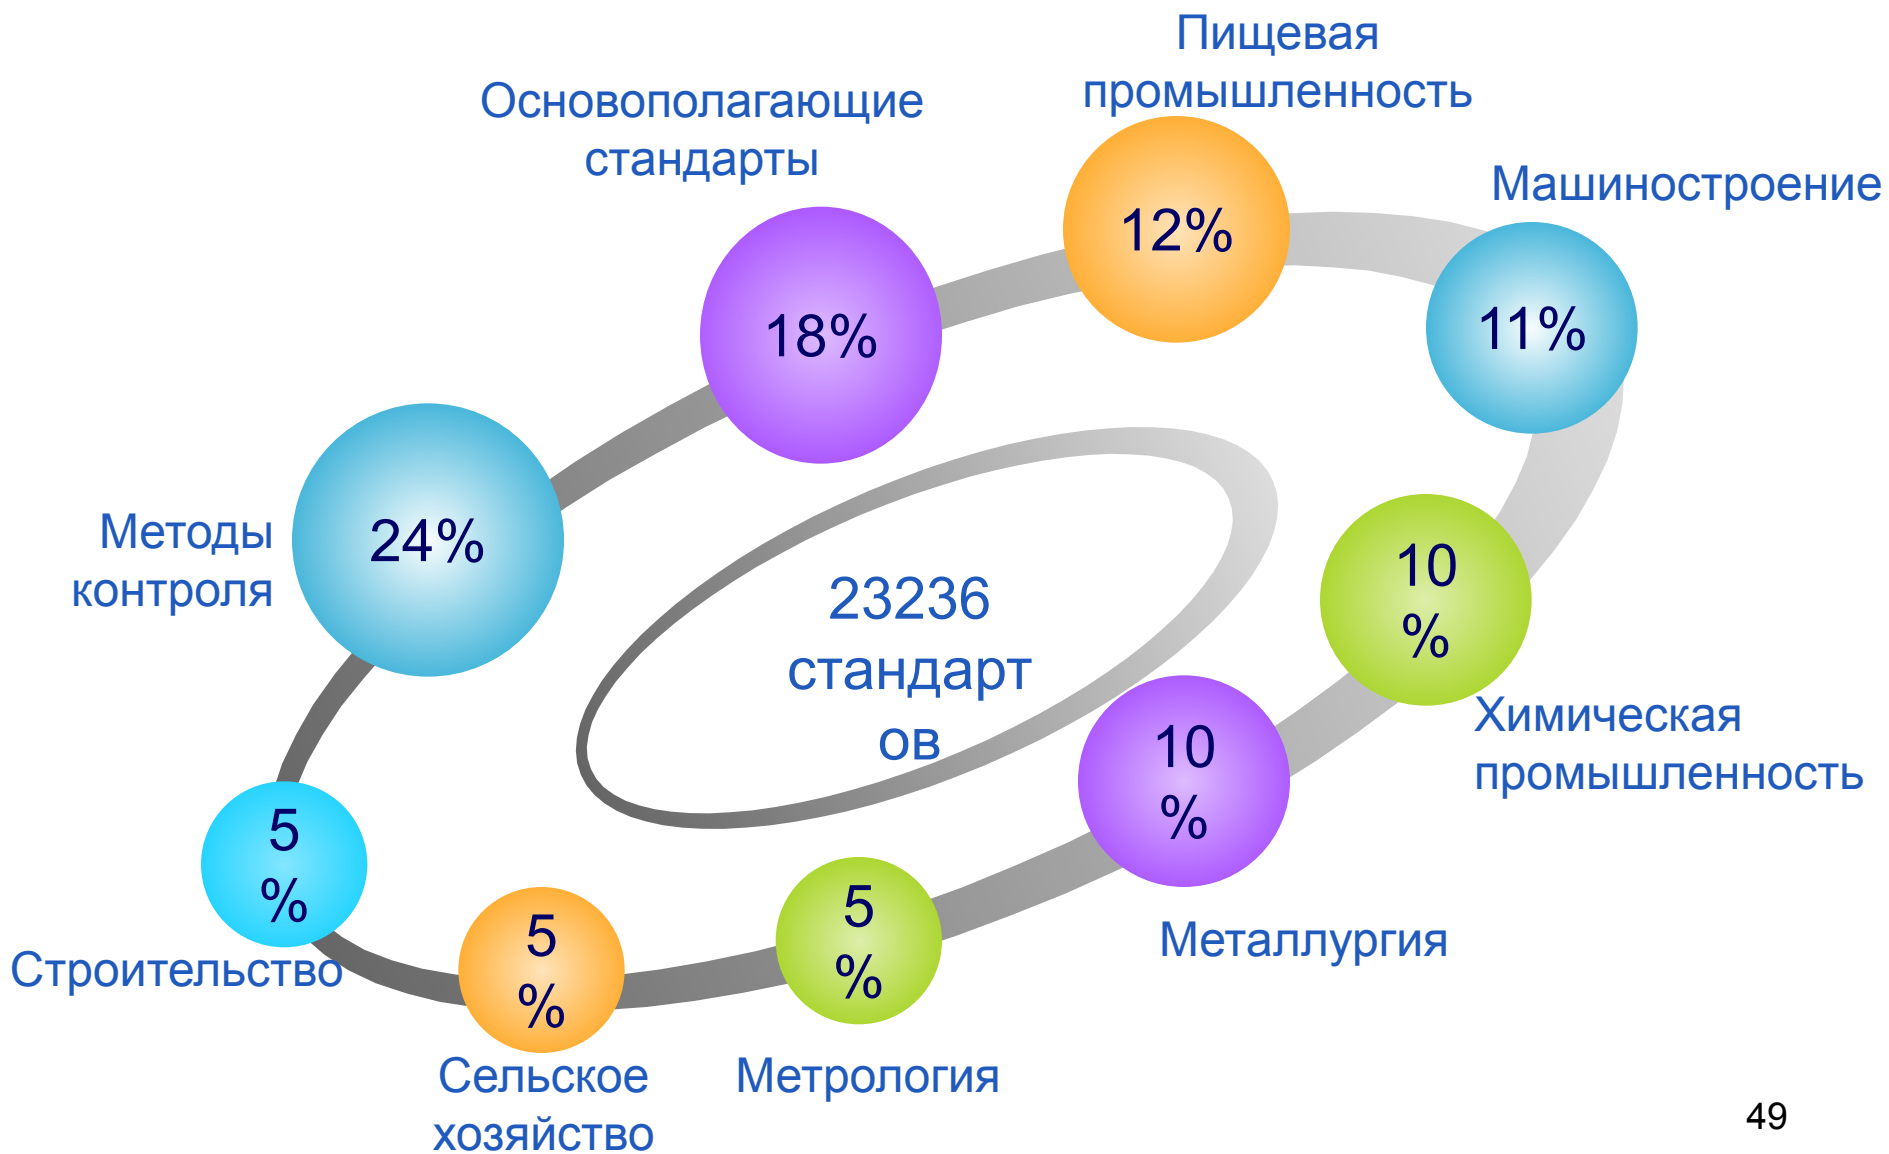 Пищевая
промышленность
Основополагающие
стандарты
Машиностроение
12%
18%
11%
Методы
контроля
24%
10
%
23236
стандарт
ов
Химическая
промышленность
10
%
Металлургия
5
%
Строительство
5
%
Сельское
хозяйство
5
%
Метрология
49